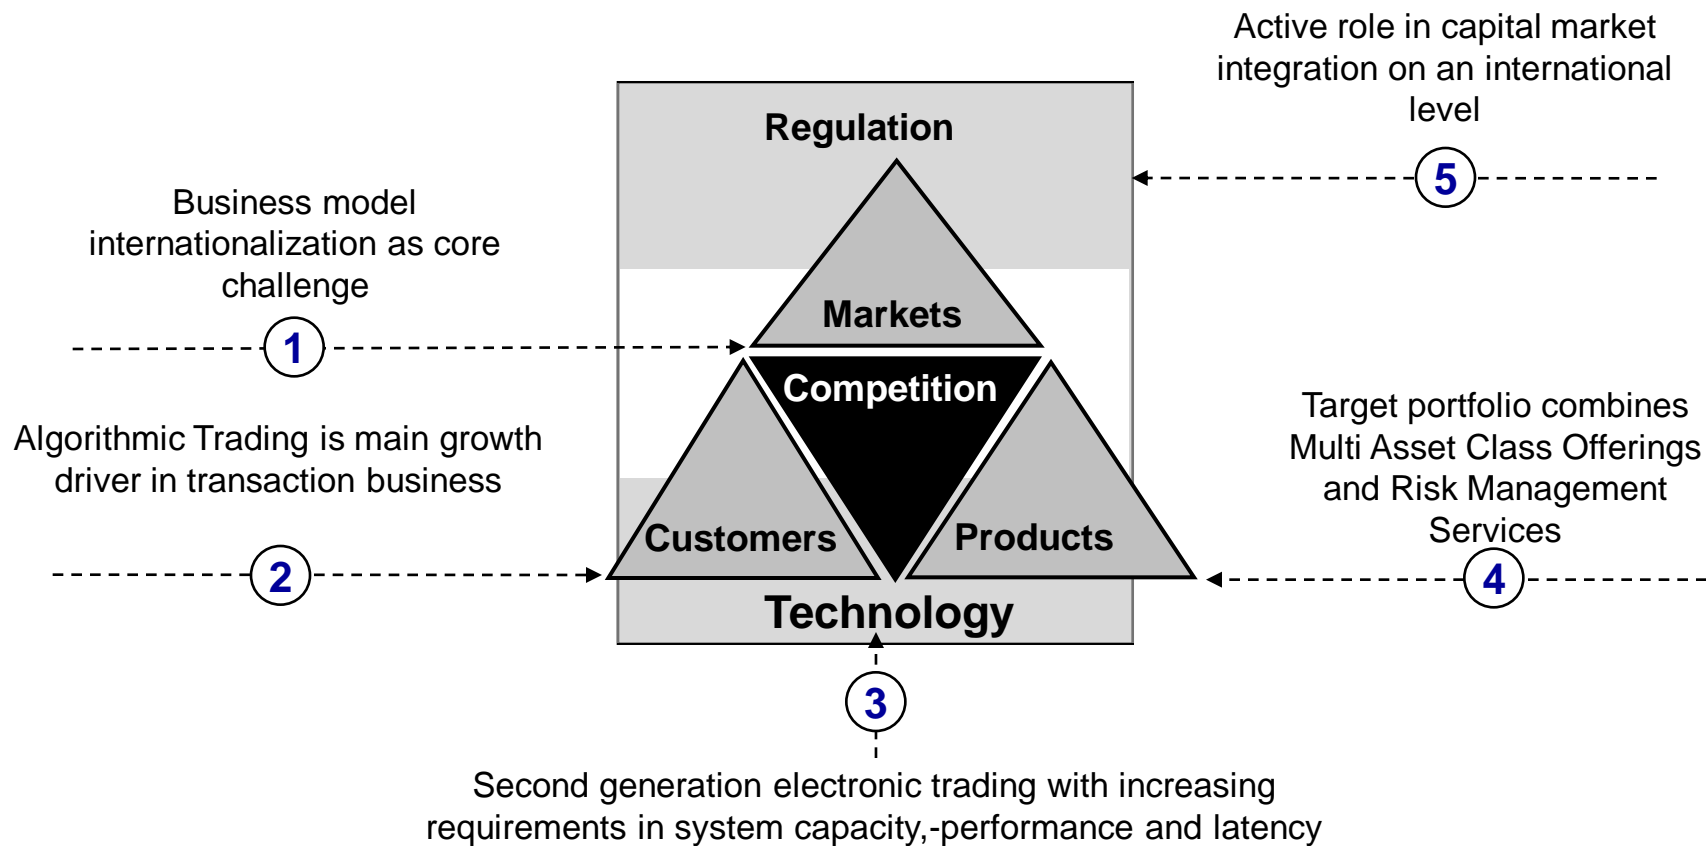 Active role in capital market
integration on an international
level
5
Regulation
Business model
internationalization as core
challenge
1
Markets
Competition
Algorithmic Trading is main growth
driver in transaction business
2
Target portfolio combines
Multi Asset Class Offerings
and Risk Management
Services
4
Customers
Products
Technology
3
Second generation electronic trading with increasing
requirements in system capacity,-performance and latency